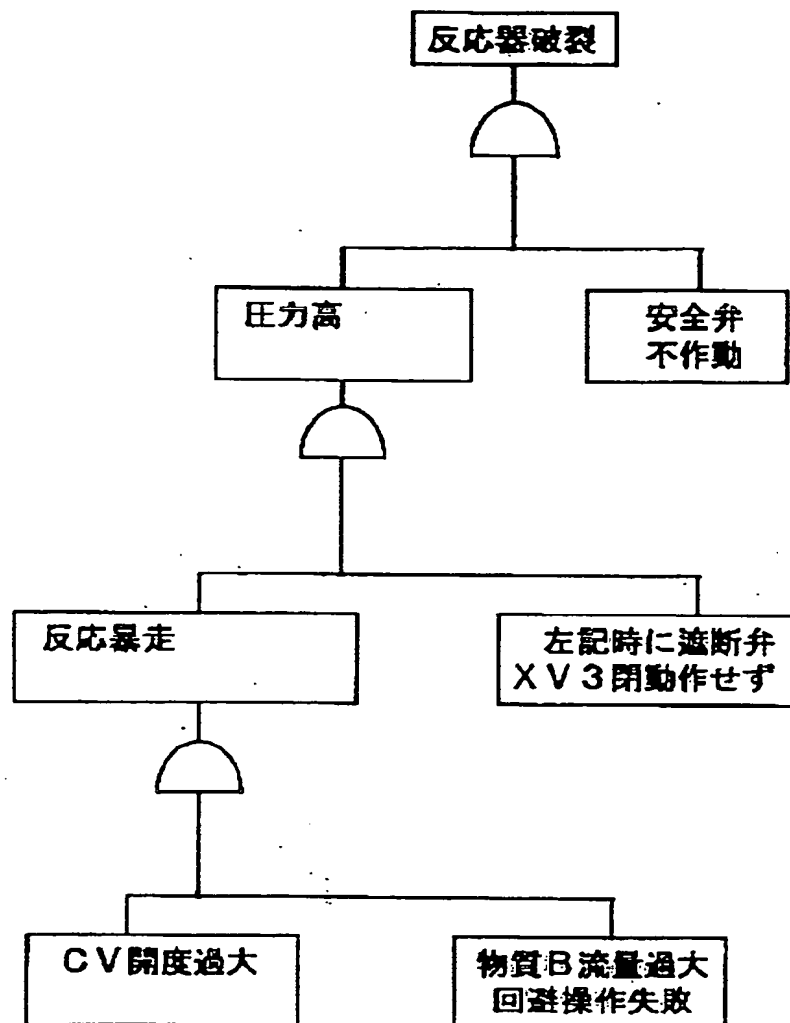 反応器破裂
圧力高
安全弁
不作動
反応暴走
左記時に遮断弁
XV3閉動作せず
CV開度過大
物質B流量過大
回避操作失敗